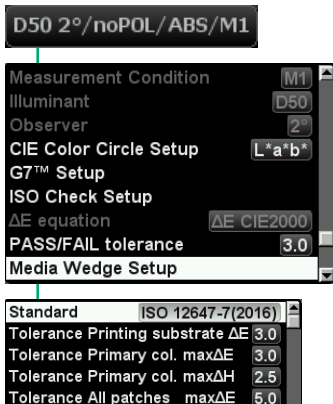 D50 2°/noPOL/ABS/M1
Measurement Condition M1
Illuminant D50
Observer 2°
CIE Color Circle Setup L*a*b*
G7™ Setup
ISO Check Setup
ΔE equation ΔE CIE2000
PASS/FAIL tolerance 3.0
Media Wedge Setup
Standard ISO 12647-7(2016)
Tolerance Printing substrate ΔE 3.0
Tolerance Primary col. maxΔE 3.0
Tolerance Primary col. maxΔH 2.5
Tolerance All patches maxΔE 5.0